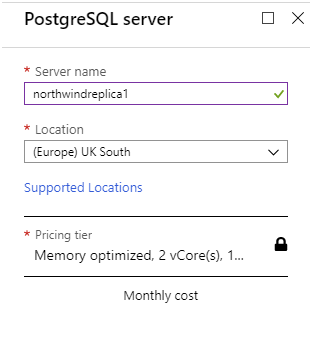 PostgreSQL server
* Server name
northwindreplica1
* Location
(Europe) UK South
Supported Locations
* Pricing tier
Memory optimized, 2 vCore(s), 1...
Monthly cost